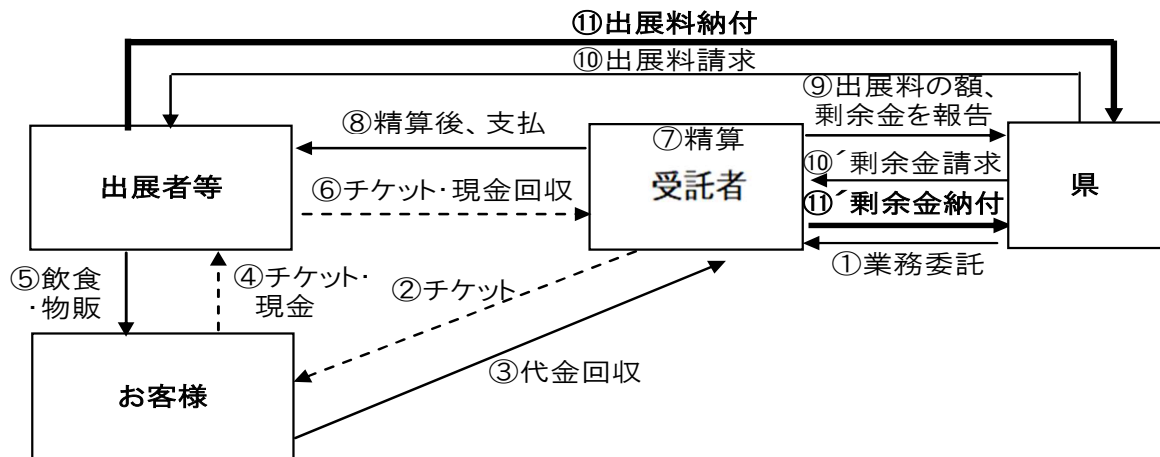 ⑪出展料納付
⑩出展料請求
⑨出展料の額、
剰余金を報告
⑧精算後、支払
⑦精算
出展者等
受託者
県
⑩´剰余金請求
⑥チケット・現金回収
⑪´剰余金納付
①業務委託
⑤飲食
・物販
④チケット・
現金
②チケット
③代金回収
お客様